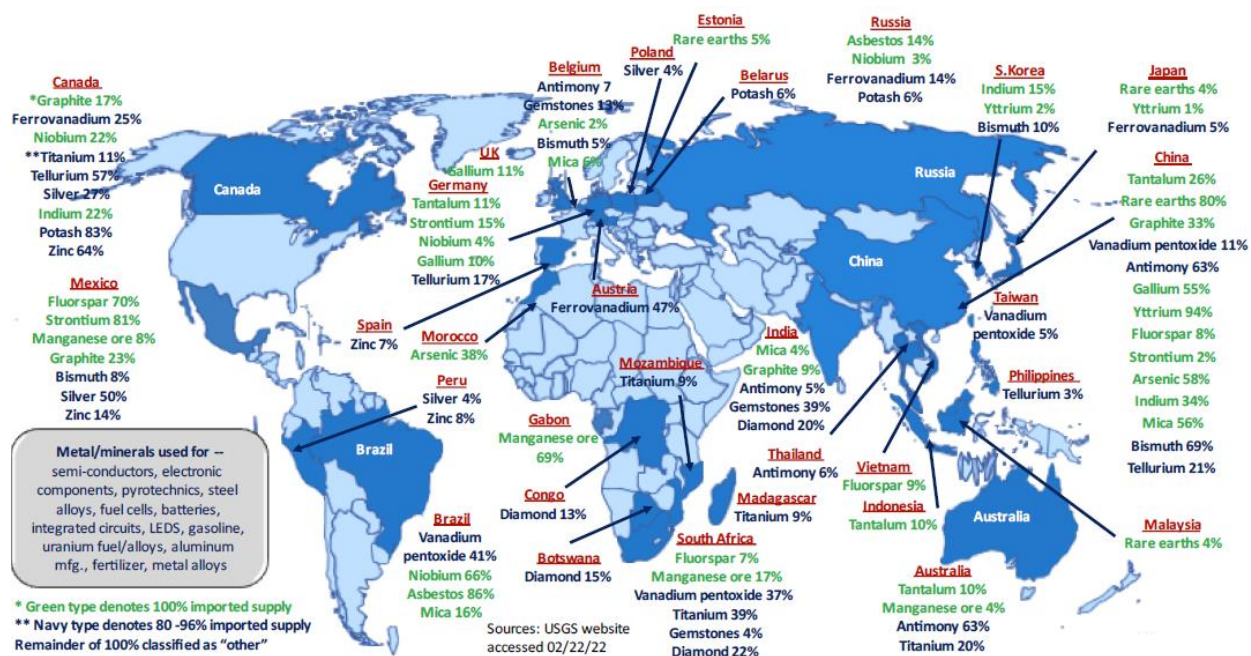 Canada
*Graphite 17%
Ferrovanadium 25%
Niobium 22%
**Titanium 11%
Tellurium 57%
Silver 27%
Indium 22%
Potash 83%
Zinc 64%
Mexico
Fluorspar 70%
Strontium 81%
Manganese ore 8%
Graphite 23%
Bismuth 8%
Silver 50%
Zinc 14%
Metal/minerals used for --
semi-conductors, electronic
components, pyrotechnics, steel
alloys, fuel cells, batteries,
integrated circuits, LEDS, gasoline,
uranium fuel/alloys, aluminum
mfg., fertilizer, metal alloys
* Green type denotes 100% imported supply
** Navy type denotes 80 -96% imported supply
Remainder of 100% classified as “other”
Canada
Brazil
Peru
Silver 4%
Zinc 8%
Brazil
Vanadium
pentoxide 41%
Niobium 66%
Asbestos 86%
Mica 16%
Spain
Zinc 7%
Morocco
Arsenic 38%
UK
Gallium 11%
Germany
Tantalum 11%
Strontium 15%
Niobium 4%
Gallium 10%
Tellurium 17%
Belgium
Antimony 7
Gemstones 13%
Arsenic 2%
Bismuth 5%
Mica 6%
Poland
Silver 4%
Estonia
Rare earths 5%
Belarus
Potash 6%
Austria
Ferrovanadium 47%
Russia
Asbestos 14%
Niobium 3%
Ferrovanadium 14%
Potash 6%
Russia
China
S.Korea
Indium 15%
Yttrium 2%
Bismuth 10%
Japan
Rare earths 4%
Yttrium 1%
Ferrovanadium 5%
China
Tantalum 26%
Rare earths 80%
Graphite 33%
Vanadium pentoxide 11%
Antimony 63%
Gallium 55%
Yttrium 94%
Fluorspar 8%
Strontium 2%
Arsenic 58%
Indium 34%
Mica 56%
Bismuth 69%
Tellurium 21%
Taiwan
Vanadium
pentoxide 5%
Philippines
Tellurium 3%
India
Mica 4%
Graphite 9%
Antimony 5%
Gemstones 39%
Diamond 20%
Mozambique
Titanium 9%
Gabon
Manganese ore
69%
Congo
Diamond 13%
Botswana
Diamond 15%
Madagascar
Titanium 9%
South Africa
Fluorspar 7%
Manganese ore 17%
Vanadium pentoxide 37%
Titanium 39%
Gemstones 4%
Diamond 22%
Thailand
Antimony 6%
Vietnam
Fluorspar 9%
Indonesia
Tantalum 10%
Australia
Malaysia
Rare earths 4%
Australia
Tantalum 10%
Manganese ore 4%
Antimony 63%
Titanium 20%
Sources: USGS website
accessed 02/22/22